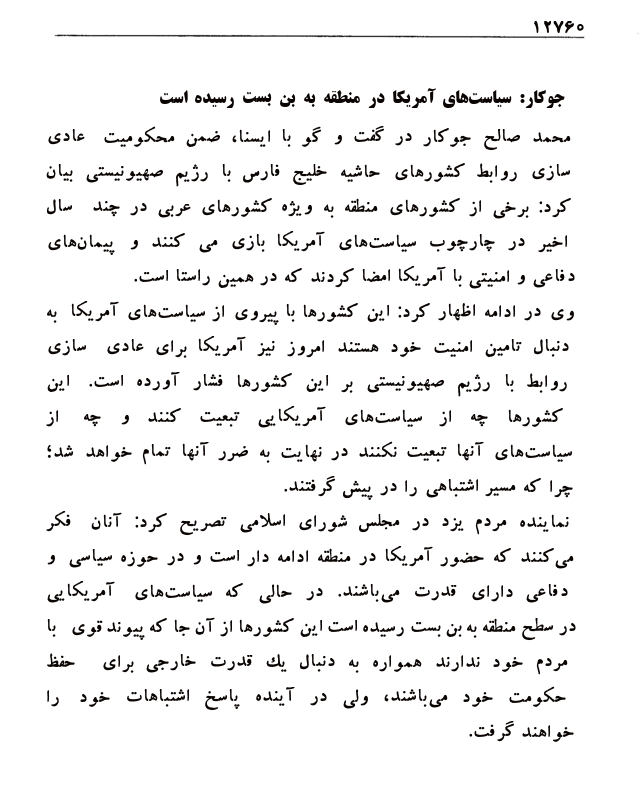 ۱۲۷۶۰
جوکار: سیاست‌های آمریکا در منطقه به بن بست رسیده است
محمد صالح جوکار در گفت و گو با ایسنا، ضمن محکومیت عادی
سازی روابط کشورهای حاشیه خلیج فارس با رژیم صهیونیستی بیان
کرد: برخی از کشورهای منطقه به ویژه کشورهای عربی در چند سال
اخیر در چارچوب سیاست‌های آمریکا بازی می کنند و پیمان‌های
دفاعی و امنیتی با آمریکا امضا کردند که در همین راستا است.
وی در ادامه اظهار کرد: این کشورها با پیروی از سیاست‌های آمریکا به
دنبال تامین امنیت خود هستند امروز نیز آمریکا برای عادی سازی
روابط با رژیم صهیونیستی بر این کشورها فشار آورده است. این
کشورها چه از سیاست‌های آمریکایی تبعیت کنند و چه از
سیاست‌های آنها تبعیت نکنند در نهایت به ضرر آنها تمام خواهد شد؛
چرا که مسیر اشتباهی را در پیش گرفتند.
نماینده مردم یزد در مجلس شورای اسلامی تصریح کرد: آنان فکر
می‌کنند که حضور آمریکا در منطقه ادامه دار است و در حوزه سیاسی و
دفاعی دارای قدرت می‌باشند. در حالی که سیاست‌های آمریکایی
در سطح منطقه به بن بست رسیده است این کشورها از آن جا که پیوند قوی با
مردم خود ندارند همواره به دنبال یك قدرت خارجی برای حفظ
حکومت خود می‌باشند، ولی در آینده پاسخ اشتباهات خود را
خواهند گرفت.